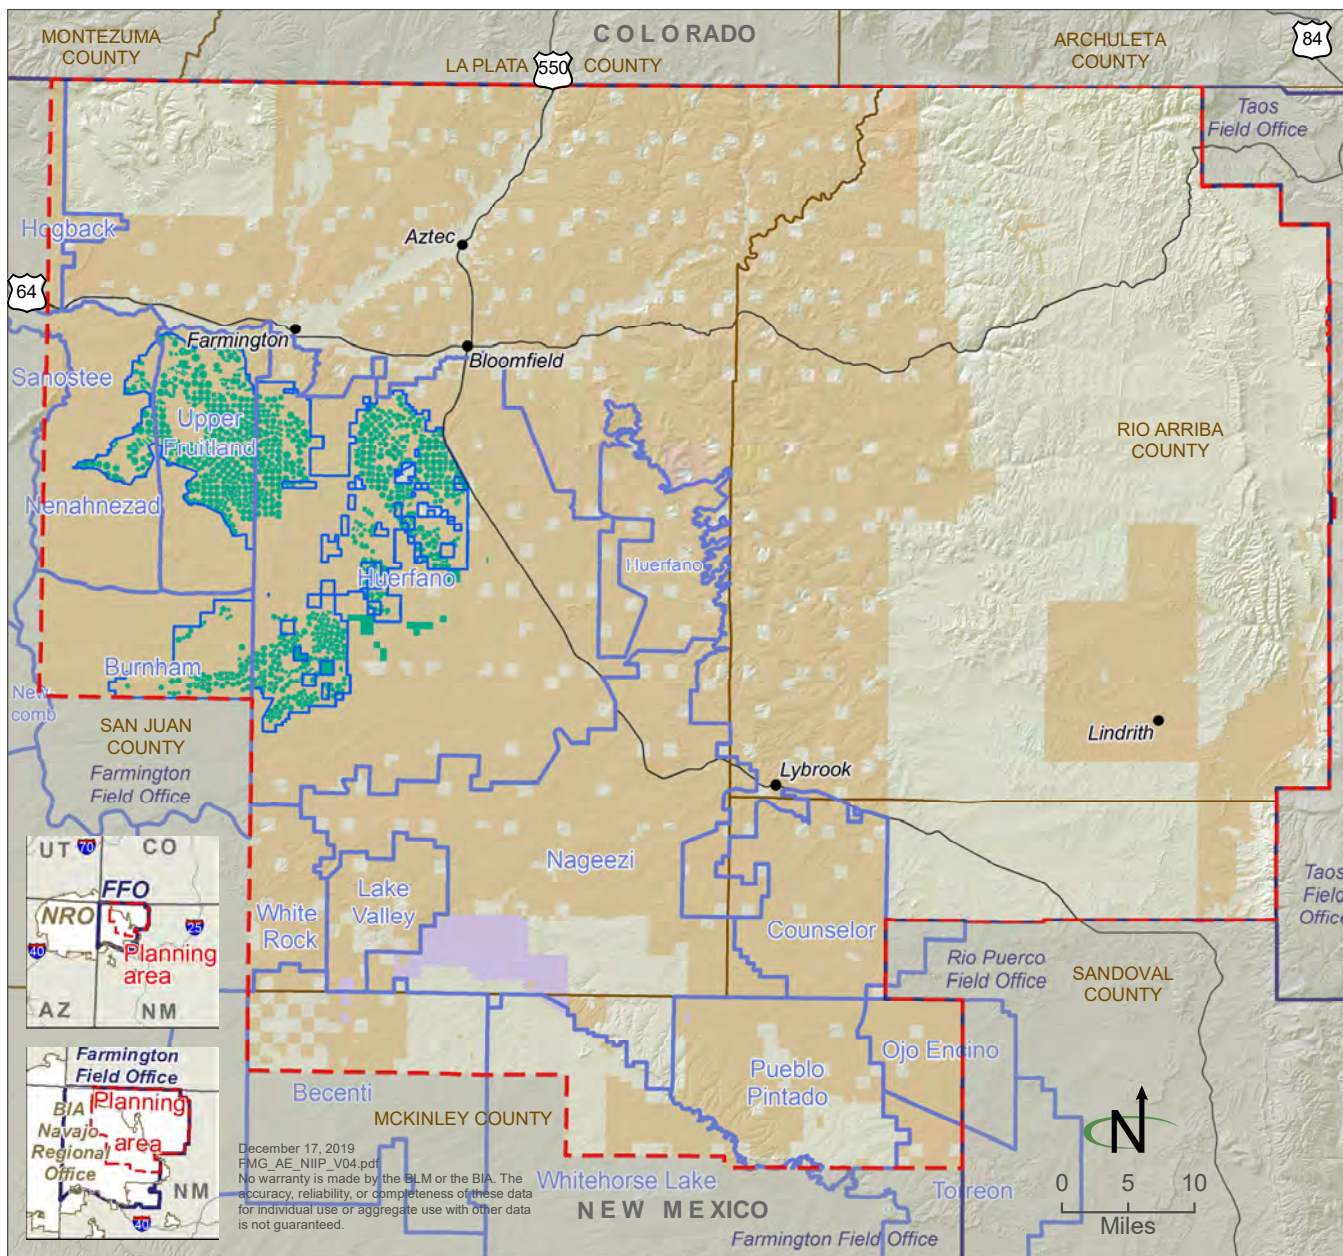 COLORADO
MONTEZUMA
COUNTY
LA PLATA
550
COUNTY
ARCHULETA
COUNTY
84
Taos
Field Office
Hogback
Aztec
64
Farmington
Bloomfield
Sanostee
Upper
Fruitland
RIO ARRIBA
COUNTY
Nenahnezad
Huerfano
Huerfano
Burnham
New
comb
SAN JUAN
COUNTY
Farmington
Field Office
Lindrith
Lybrook
Nageezi
Lake
Valley
White
Rock
Counselor
Taos
Field
Office
Rio Puerco
Field Office
SANDOVAL
COUNTY
UT
70
CO
FFO
NRO
25
40
Planning
area
AZ
NM
Ojo Encino
Pueblo
Pintado
Becenti
MCKINLEY COUNTY
Farmington
Field Office
Planning
area
BIA
Navajo
Regional
Office
NM
40
December 17, 2019
FMG_AE_NIIP_V04.pdf
No warranty is made by the BLM or the BIA. The
accuracy, reliability, or completeness of these data
for individual use or aggregate use with other data
is not guaranteed.
Whitehorse Lake
NEW MEXICO
Torreon
Farmington Field Office
N
0 5 10
Miles